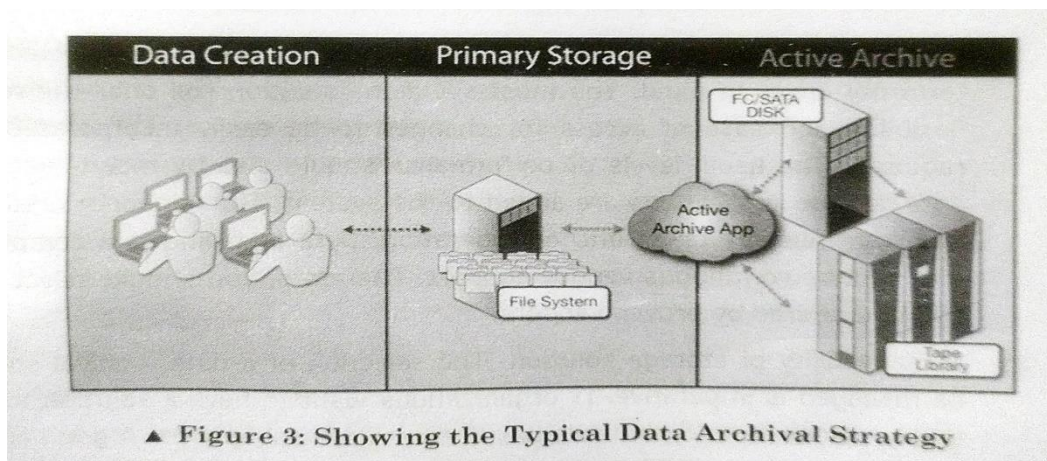 Data Creation
Primary Storage
Active Archive
FC/SATA
DISK
Active
Archive App
File System
Tape
Library
▲ Figure 3: Showing the Typical Data Archival Strategy